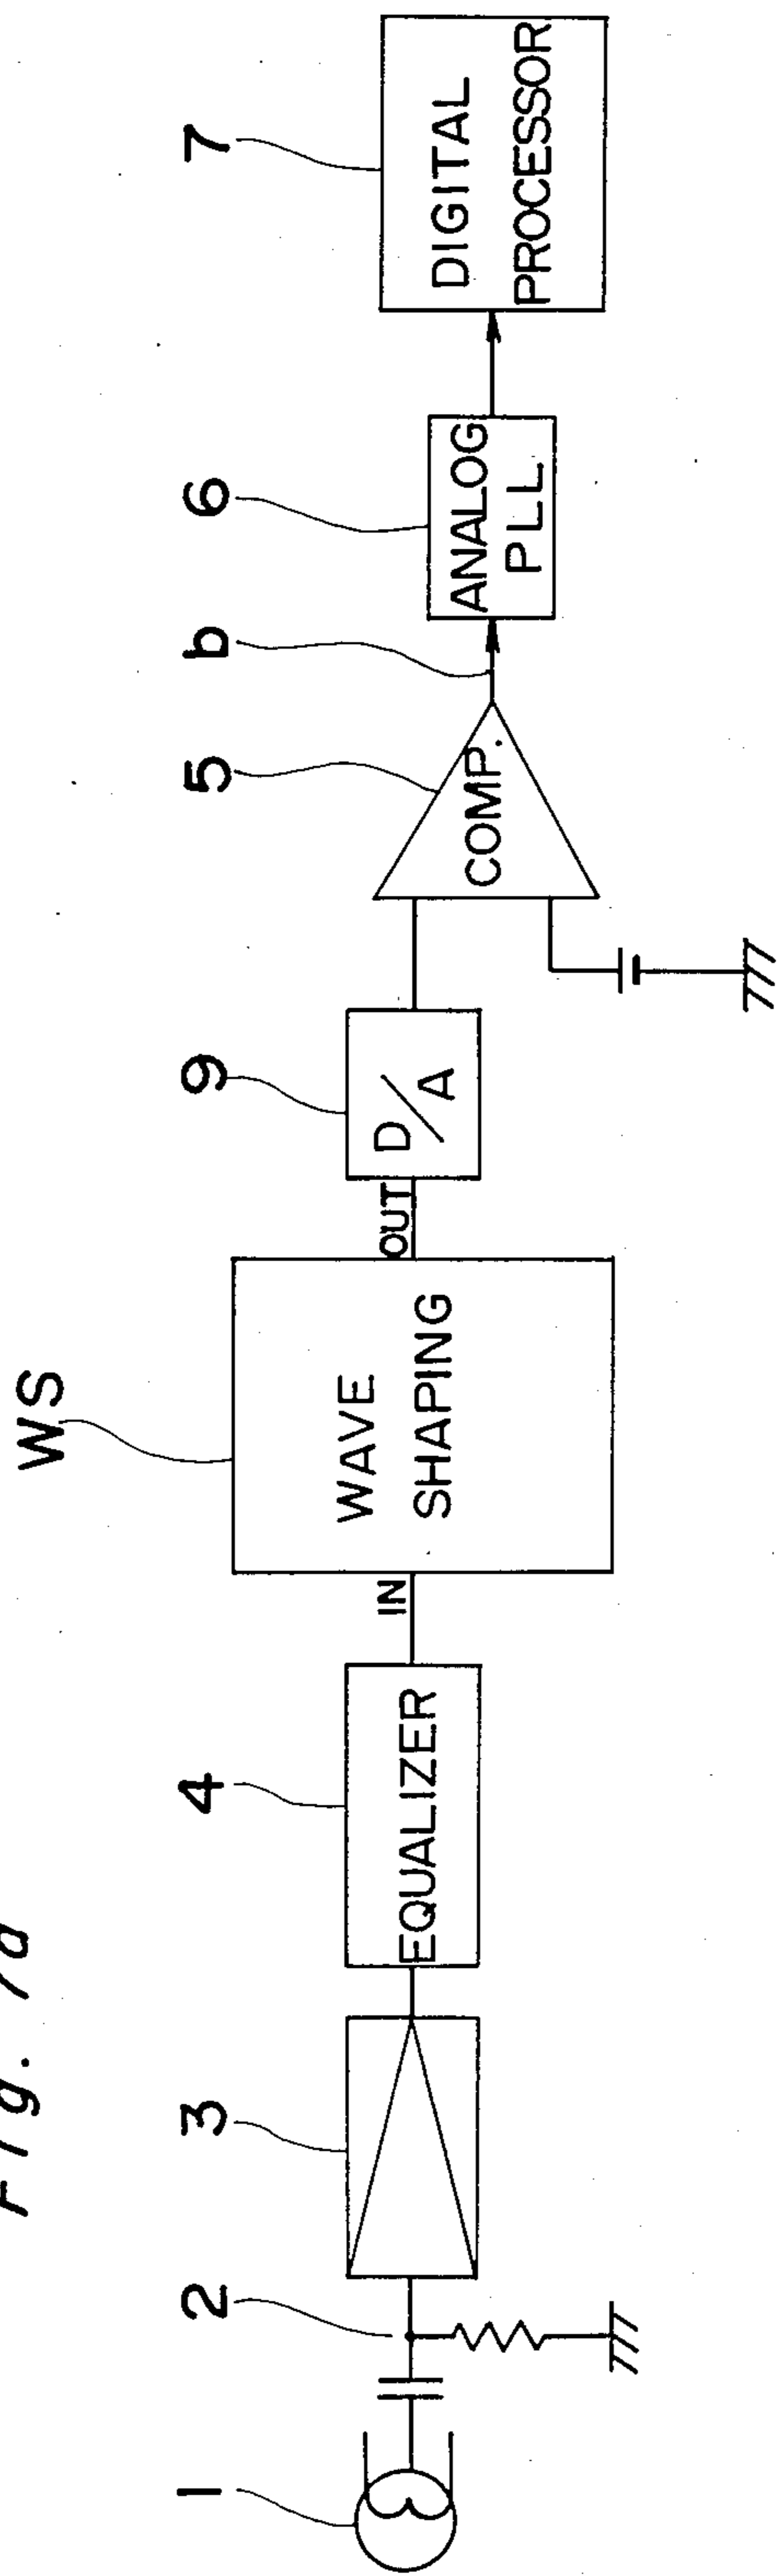 Fig. 7a
1
2
3
4
EQUALIZER
WS
IN
WAVE
SHAPING
OUT
9
D/A
5
COMP.
b
6
ANALOG
PLL
7
DIGITAL
PROCESSOR